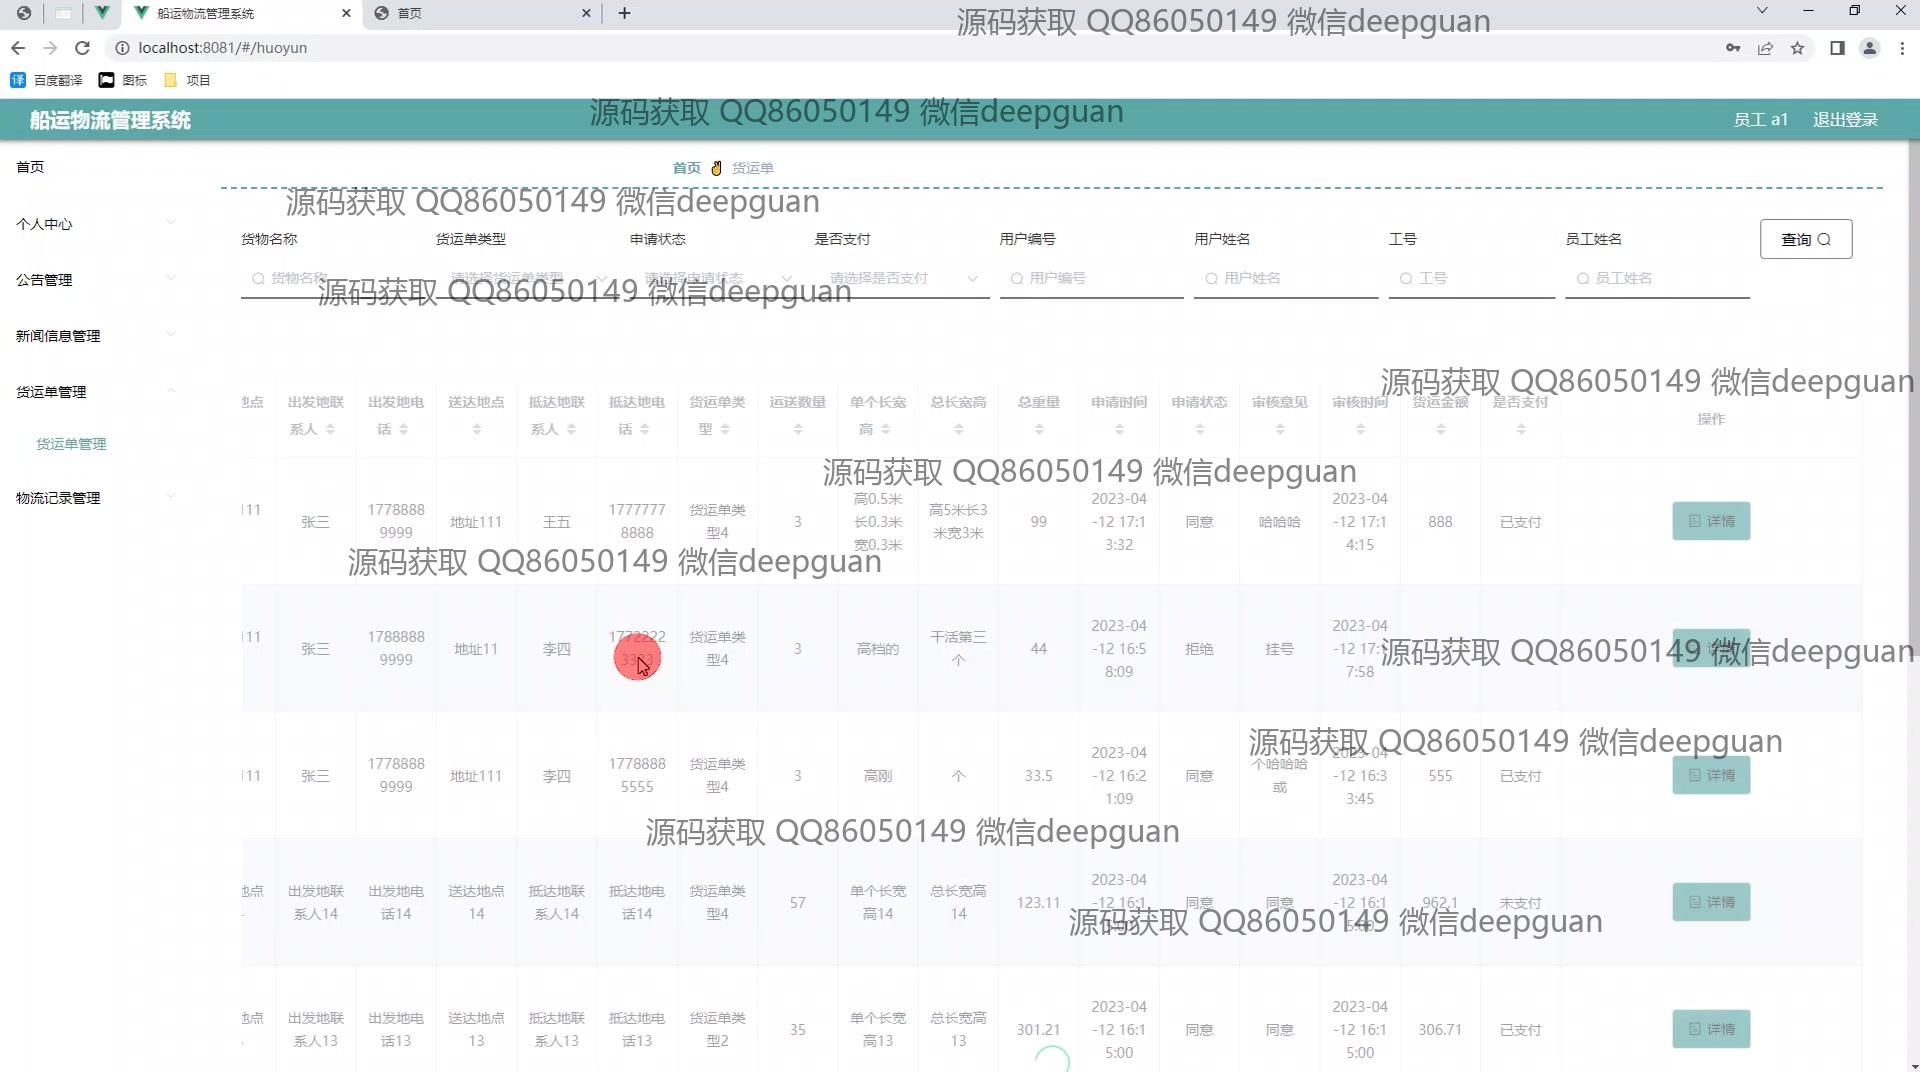 船运物流管理系统
首页
源码获取 QQ86050149 微信deepguan
localhost:8081/#/huoyun
译 百度翻译 图标 项目
船运物流管理系统
源码获取 QQ86050149 微信deepguan
员工 a1 退出登录
首页
首页 货运单
源码获取 QQ86050149 微信deepguan
个人中心
货物名称 货运单类型 申请状态 是否支付 用户编号 用户姓名 工号 员工姓名 查询
公告管理
货物名称 请选择货运单类型 请选择申请状态 请选择是否支付 用户编号 用户姓名 工号 员工姓名
源码获取 QQ86050149 微信deepguan
新闻信息管理
货运单管理
源码获取 QQ86050149 微信deepguan
地点 出发地联 出发地电 送达地点 抵达地联 抵达地电 货运单类 运送数量 单个长宽 总长宽高 总重量 申请时间 申请状态 审核意见 审核时间 货运金额 是否支付
操作
系人 话 系人 话 型 高
货运单管理
源码获取 QQ86050149 微信deepguan
物流记录管理
高0.5米 2023-04 2023-04
111 1778888 1777777 货运单类 长0.3米 高5米长3 -12 17:1 -12 17:1
张三 地址111 王五 3 99 同意 哈哈哈 888 已支付 详情
9999 8888 型4 宽0.3米 米宽3米 3:32 4:15
源码获取 QQ86050149 微信deepguan
2023-04 2023-04
111 1788888 1772222 货运单类 干活第三
张三 地址11 李四 3 高档的 44 -12 16:5 拒绝 挂号 -12 17:1
9999 3333 型4 个 8:09 7:58
源码获取 QQ86050149 微信deepguan
源码获取 QQ86050149 微信deepguan
2023-04 2023-04
1778888 1778888 货运单类 个哈哈哈
111 张三 地址111 李四 3 高刚 个 33.5 -12 16:2 同意 -12 16:3 555 已支付 详情
9999 5555 型4 1:09 或 3:45
源码获取 QQ86050149 微信deepguan
2023-04 2023-04
地点 出发地联 出发地电 送达地点 抵达地联 抵达地电 货运单类 单个长宽 总长宽高
57 123.11 -12 16:1 同意 同意 -12 16:1 962.1 未支付 详情
系人14 话14 14 系人14 话14 型4 高14 14 5:00 5:00
源码获取 QQ86050149 微信deepguan
2023-04 2023-04
地点 出发地联 出发地电 送达地点 抵达地联 抵达地电 货运单类 单个长宽 总长宽高
35 301.21 -12 16:1 同意 同意 -12 16:1 306.71 已支付 详情
系人13 话13 13 系人13 话13 型2 高13 13 5:00 5:00